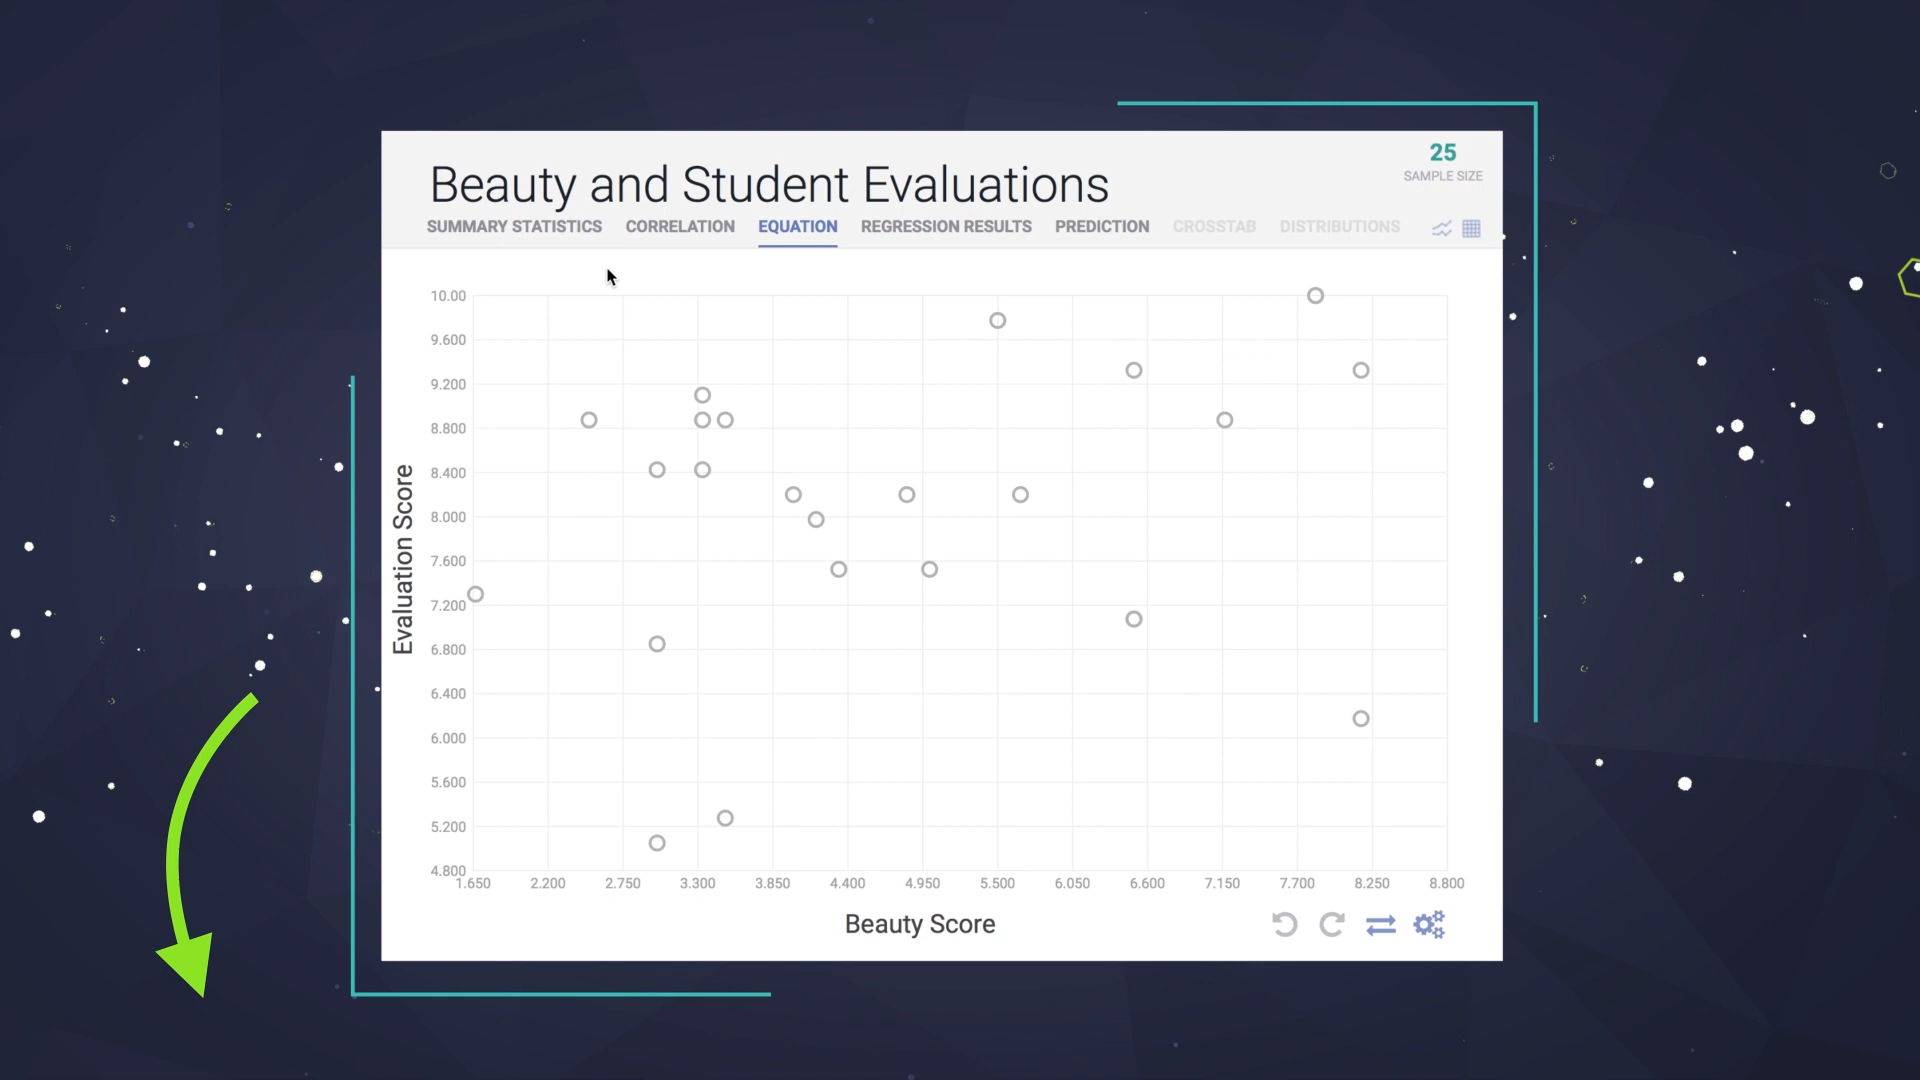 25
SAMPLE SIZE
Beauty and Student Evaluations
SUMMARY STATISTICS CORRELATION EQUATION REGRESSION RESULTS PREDICTION CROSSTAB DISTRIBUTIONS
Evaluation Score
10.00
9.600
9.200
8.800
8.400
8.000
7.600
7.200
6.800
6.400
6.000
5.600
5.200
4.800
1.650 2.200 2.750 3.300 3.850 4.400 4.950 5.500 6.050 6.600 7.150 7.700 8.250 8.800
Beauty Score